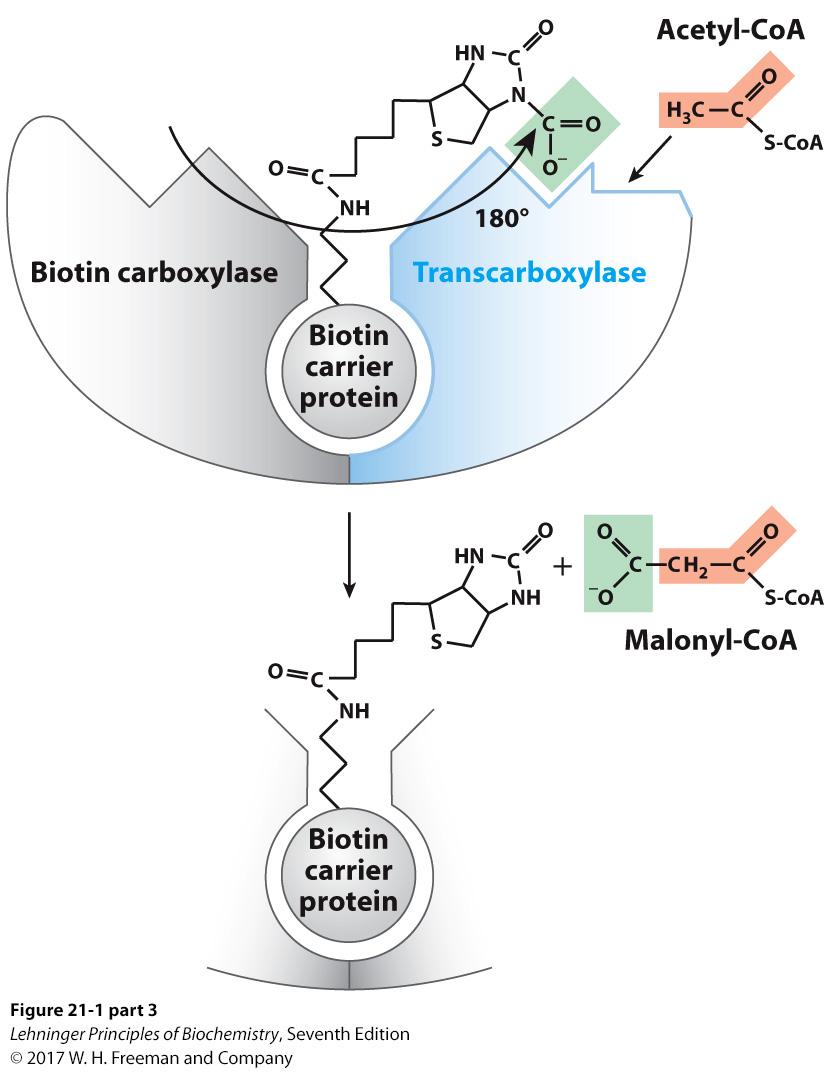 Acetyl-CoA
O
HN
C
N
S
C=O
O⁻
H₃C—C
O
S-CoA
O=C
NH
180°
Biotin carboxylase
Transcarboxylase
Biotin
carrier
protein
O
HN
C
NH
S
+
O
C—CH₂—C
O
⁻O
S-CoA
Malonyl-CoA
O=C
NH
Biotin
carrier
protein
Figure 21-1 part 3
Lehninger Principles of Biochemistry, Seventh Edition
© 2017 W. H. Freeman and Company